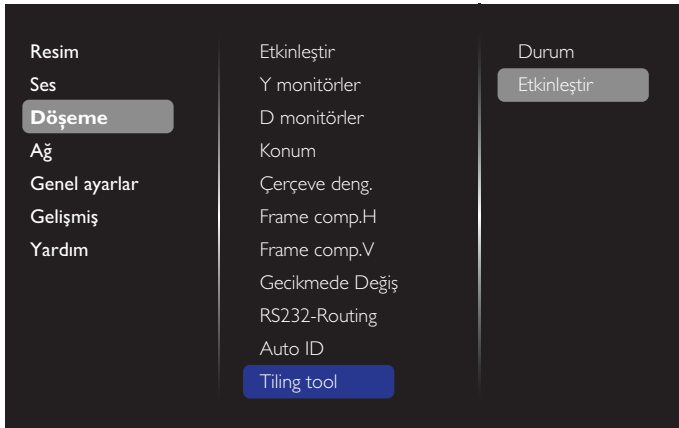 Resim
Ses
Döşeme
Ağ
Genel ayarlar
Gelişmiş
Yardım
Etkinleştir
Y monitörler
D monitörler
Konum
Çerçeve deng.
Frame comp.H
Frame comp.V
Gecikmede Değiş
RS232-Routing
Auto ID
Tiling tool
Durum
Etkinleştir